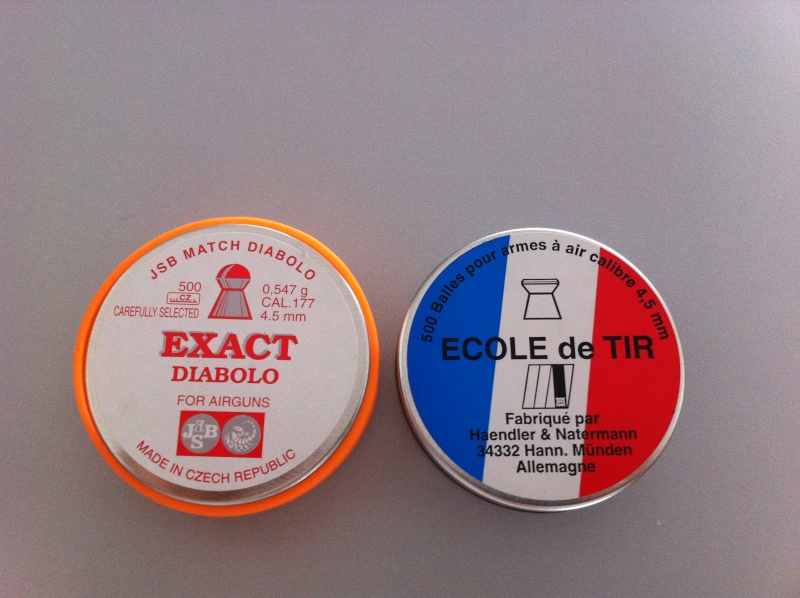 JSB MATCH DIABOLO
500
CZ
CAREFULLY SELECTED
0,547 g
CAL.177
4.5 mm
EXACT
DIABOLO
FOR AIRGUNS
JSB
MADE IN CZECH REPUBLIC
500 Balles pour armes à air calibre 4,5 mm
ECOLE de TIR
Fabriqué par
Haendler & Natermann
34332 Hann. Münden
Allemagne